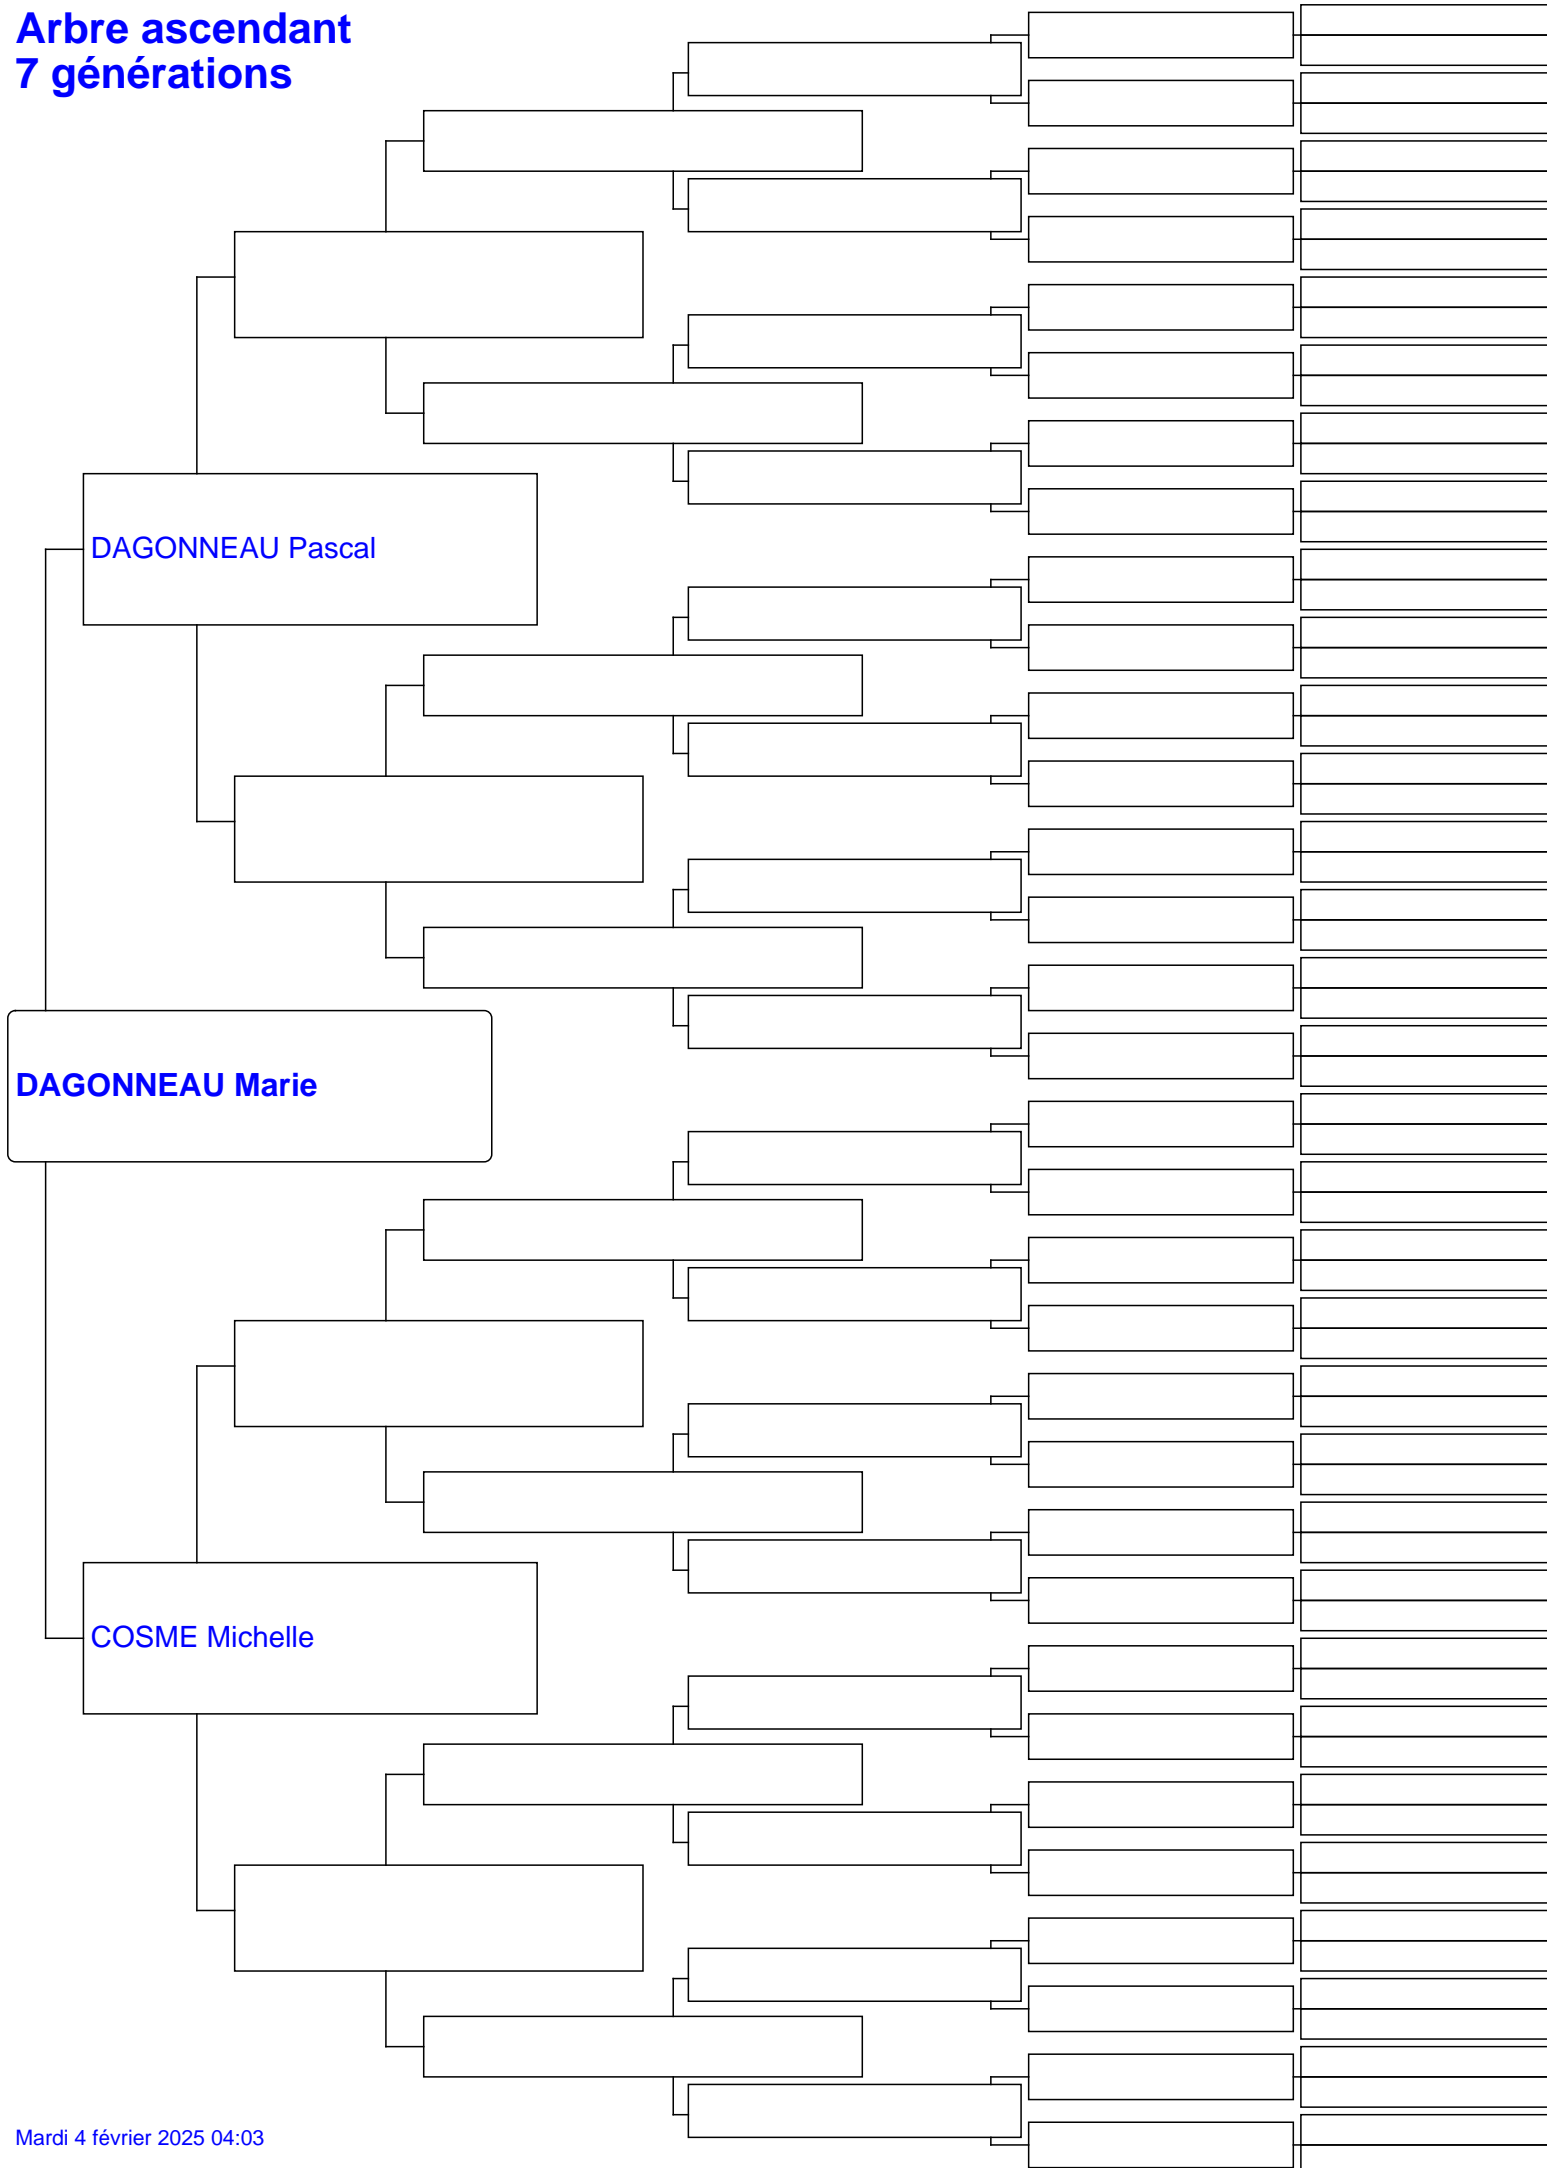 Arbre ascendant
7 générations
DAGONNEAU Pascal
DAGONNEAU Marie
COSME Michelle
Mardi 4 février 2025 04:03